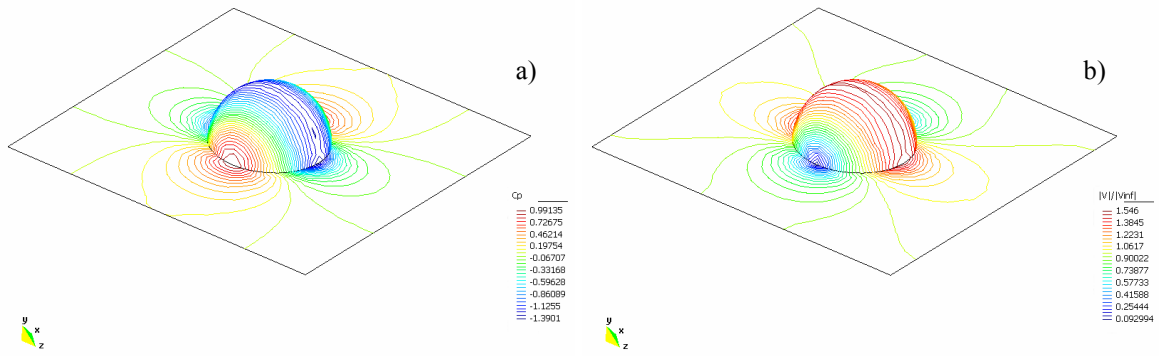 a)
Cp
0.99135
0.72675
0.46214
0.19754
-0.06707
-0.33168
-0.59628
-0.86089
-1.1255
-1.3901
y
x
z
b)
|V|/|Vinf|
1.546
1.3845
1.2231
1.0617
0.90022
0.73877
0.57733
0.41588
0.25444
0.092994
y
x
z